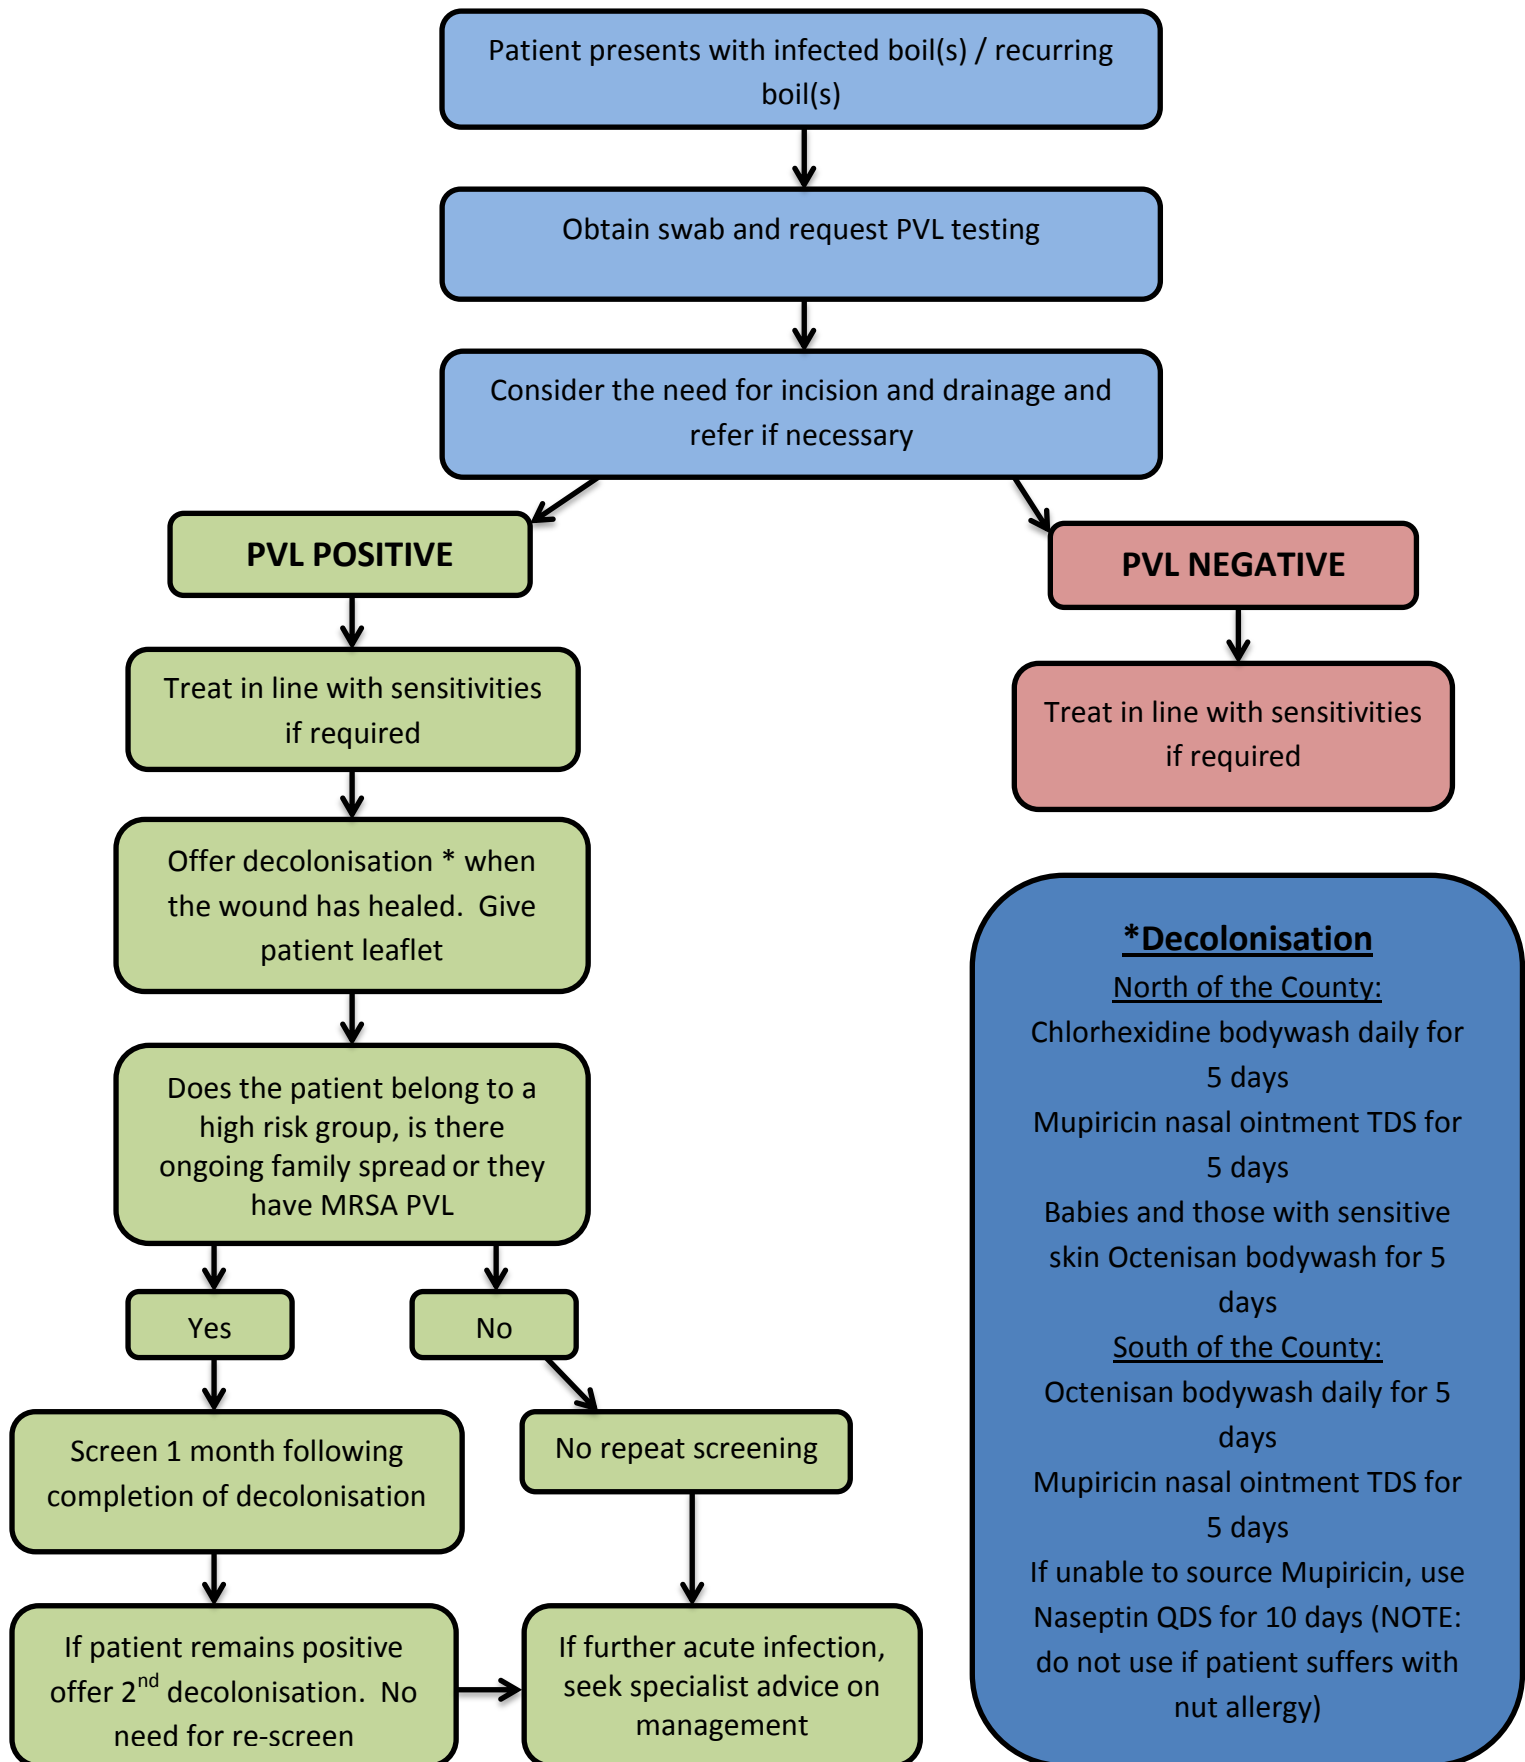 Patient presents with infected boil(s) / recurring
boil(s)
Obtain swab and request PVL testing
Consider the need for incision and drainage and
refer if necessary
PVL POSITIVE
PVL NEGATIVE
Treat in line with sensitivities
if required
Treat in line with sensitivities
if required
Offer decolonisation * when
the wound has healed.  Give
patient leaflet
Does the patient belong to a
high risk group, is there
ongoing family spread or they
have MRSA PVL
Yes
No
Screen 1 month following
completion of decolonisation
No repeat screening
If patient remains positive
offer 2nd decolonisation.  No
need for re-screen
If further acute infection,
seek specialist advice on
management
*Decolonisation
North of the County:
Chlorhexidine bodywash daily for
5 days
Mupiricin nasal ointment TDS for
5 days
Babies and those with sensitive
skin Octenisan bodywash for 5
days
South of the County:
Octenisan bodywash daily for 5
days
Mupiricin nasal ointment TDS for
5 days
If unable to source Mupiricin, use
Naseptin QDS for 10 days (NOTE:
do not use if patient suffers with
nut allergy)